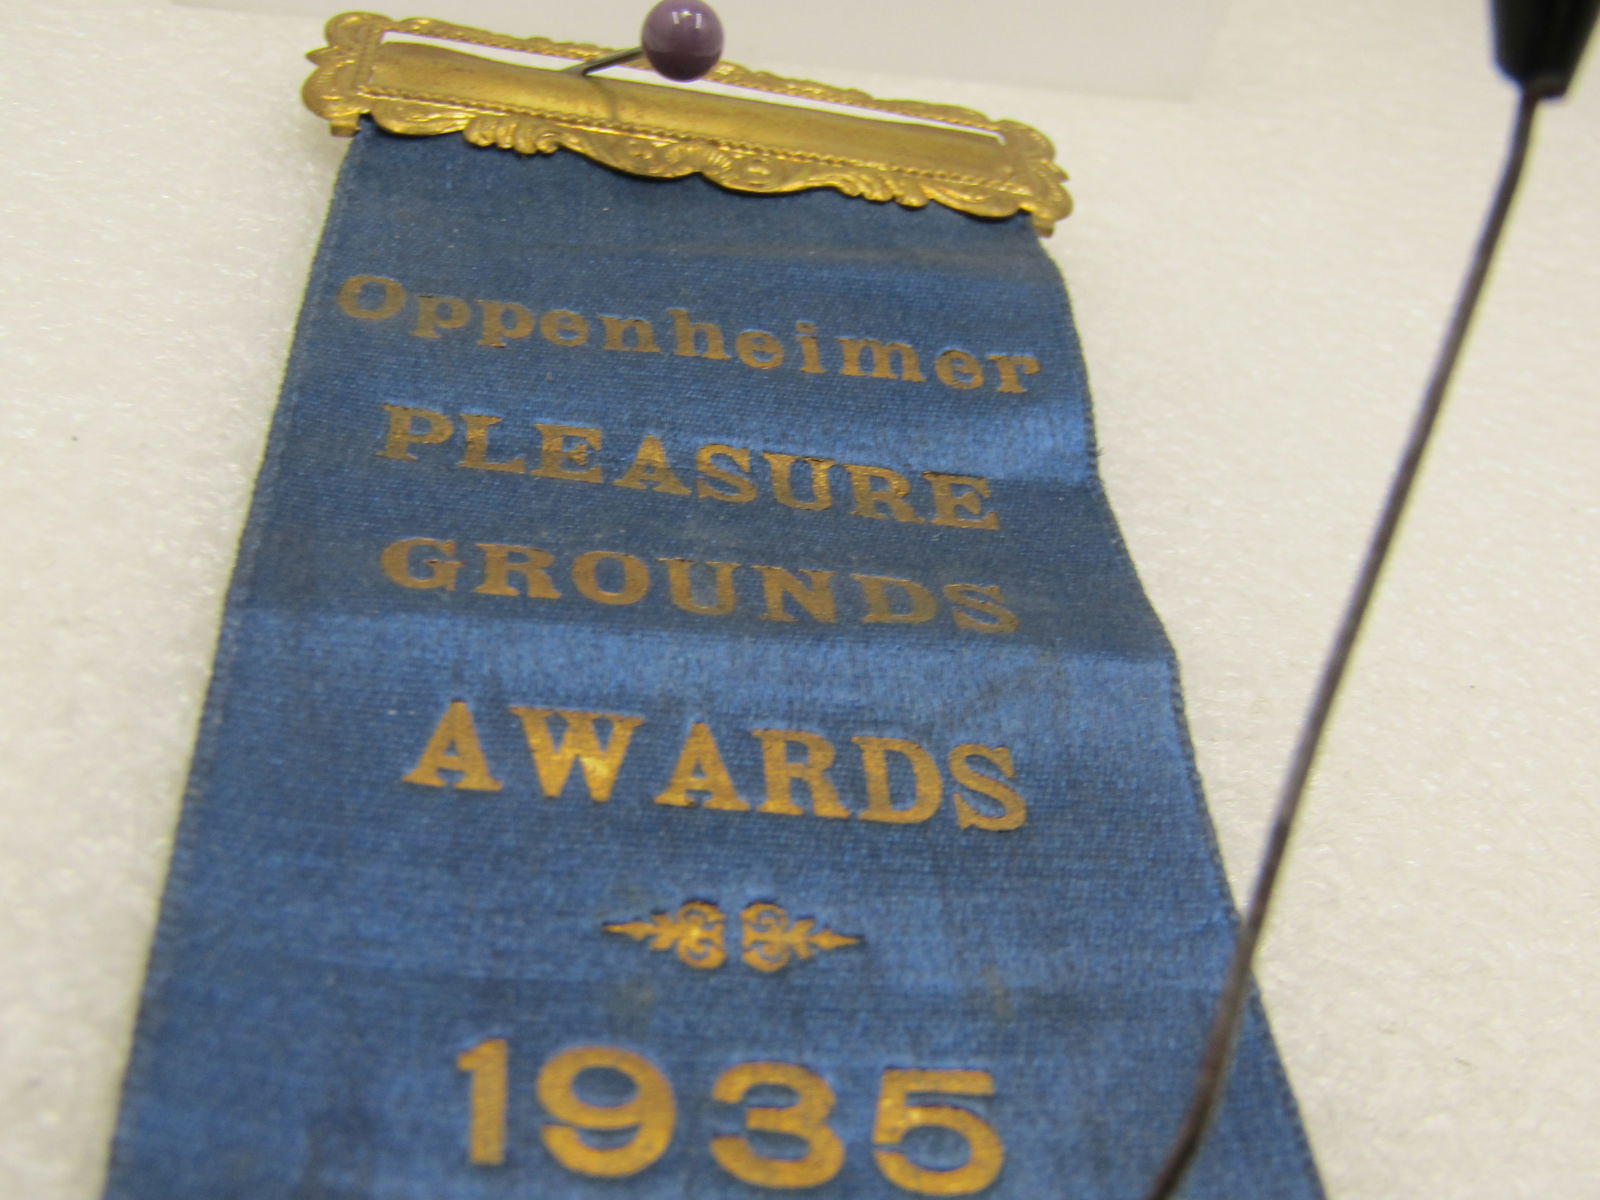 Oppenheimer
PLEASURE
GROUNDS
AWARDS
1935